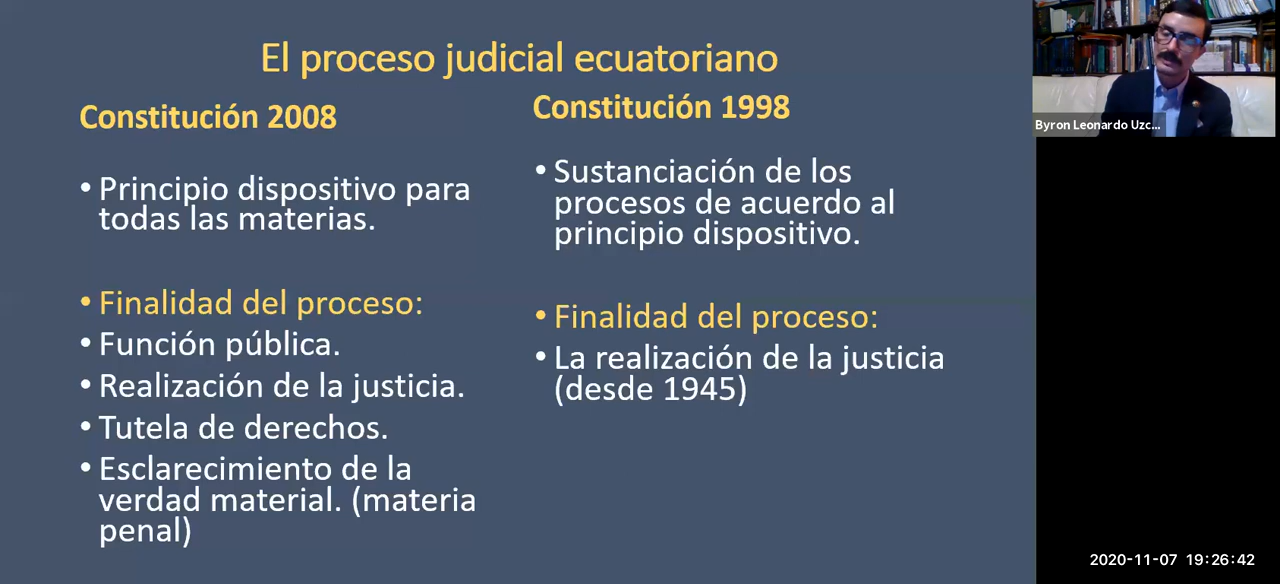 El proceso judicial ecuatoriano
Constitución 2008
• Principio dispositivo para
todas las materias.
• Finalidad del proceso:
• Función pública.
• Realización de la justicia.
• Tutela de derechos.
• Esclarecimiento de la
verdad material. (materia
penal)
Constitución 1998
• Sustanciación de los
procesos de acuerdo al
principio dispositivo.
• Finalidad del proceso:
• La realización de la justicia
(desde 1945)
Byron Leonardo Uzc...
2020-11-07 19:26:42